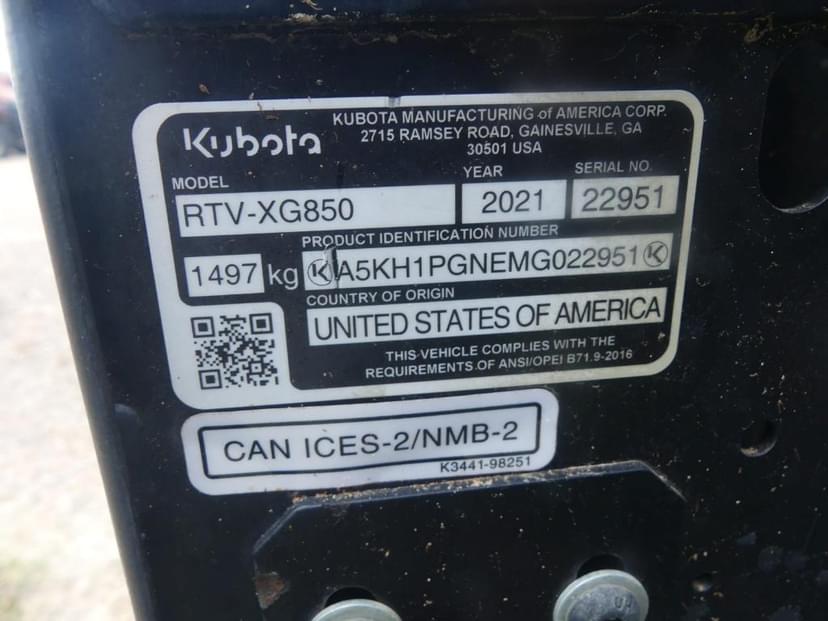 Kubota
KUBOTA MANUFACTURING of AMERICA CORP.
2715 RAMSEY ROAD, GAINESVILLE, GA
30501 USA
MODEL
YEAR
SERIAL NO.
RTV-XG850
2021
22951
PRODUCT IDENTIFICATION NUMBER
1497 kg
K A5KH1PGNEMG022951 K
COUNTRY OF ORIGIN
UNITED STATES OF AMERICA
THIS VEHICLE COMPLIES WITH THE
REQUIREMENTS OF ANSI/OPEI B71.9-2016
CAN ICES-2/NMB-2
K3441-98251